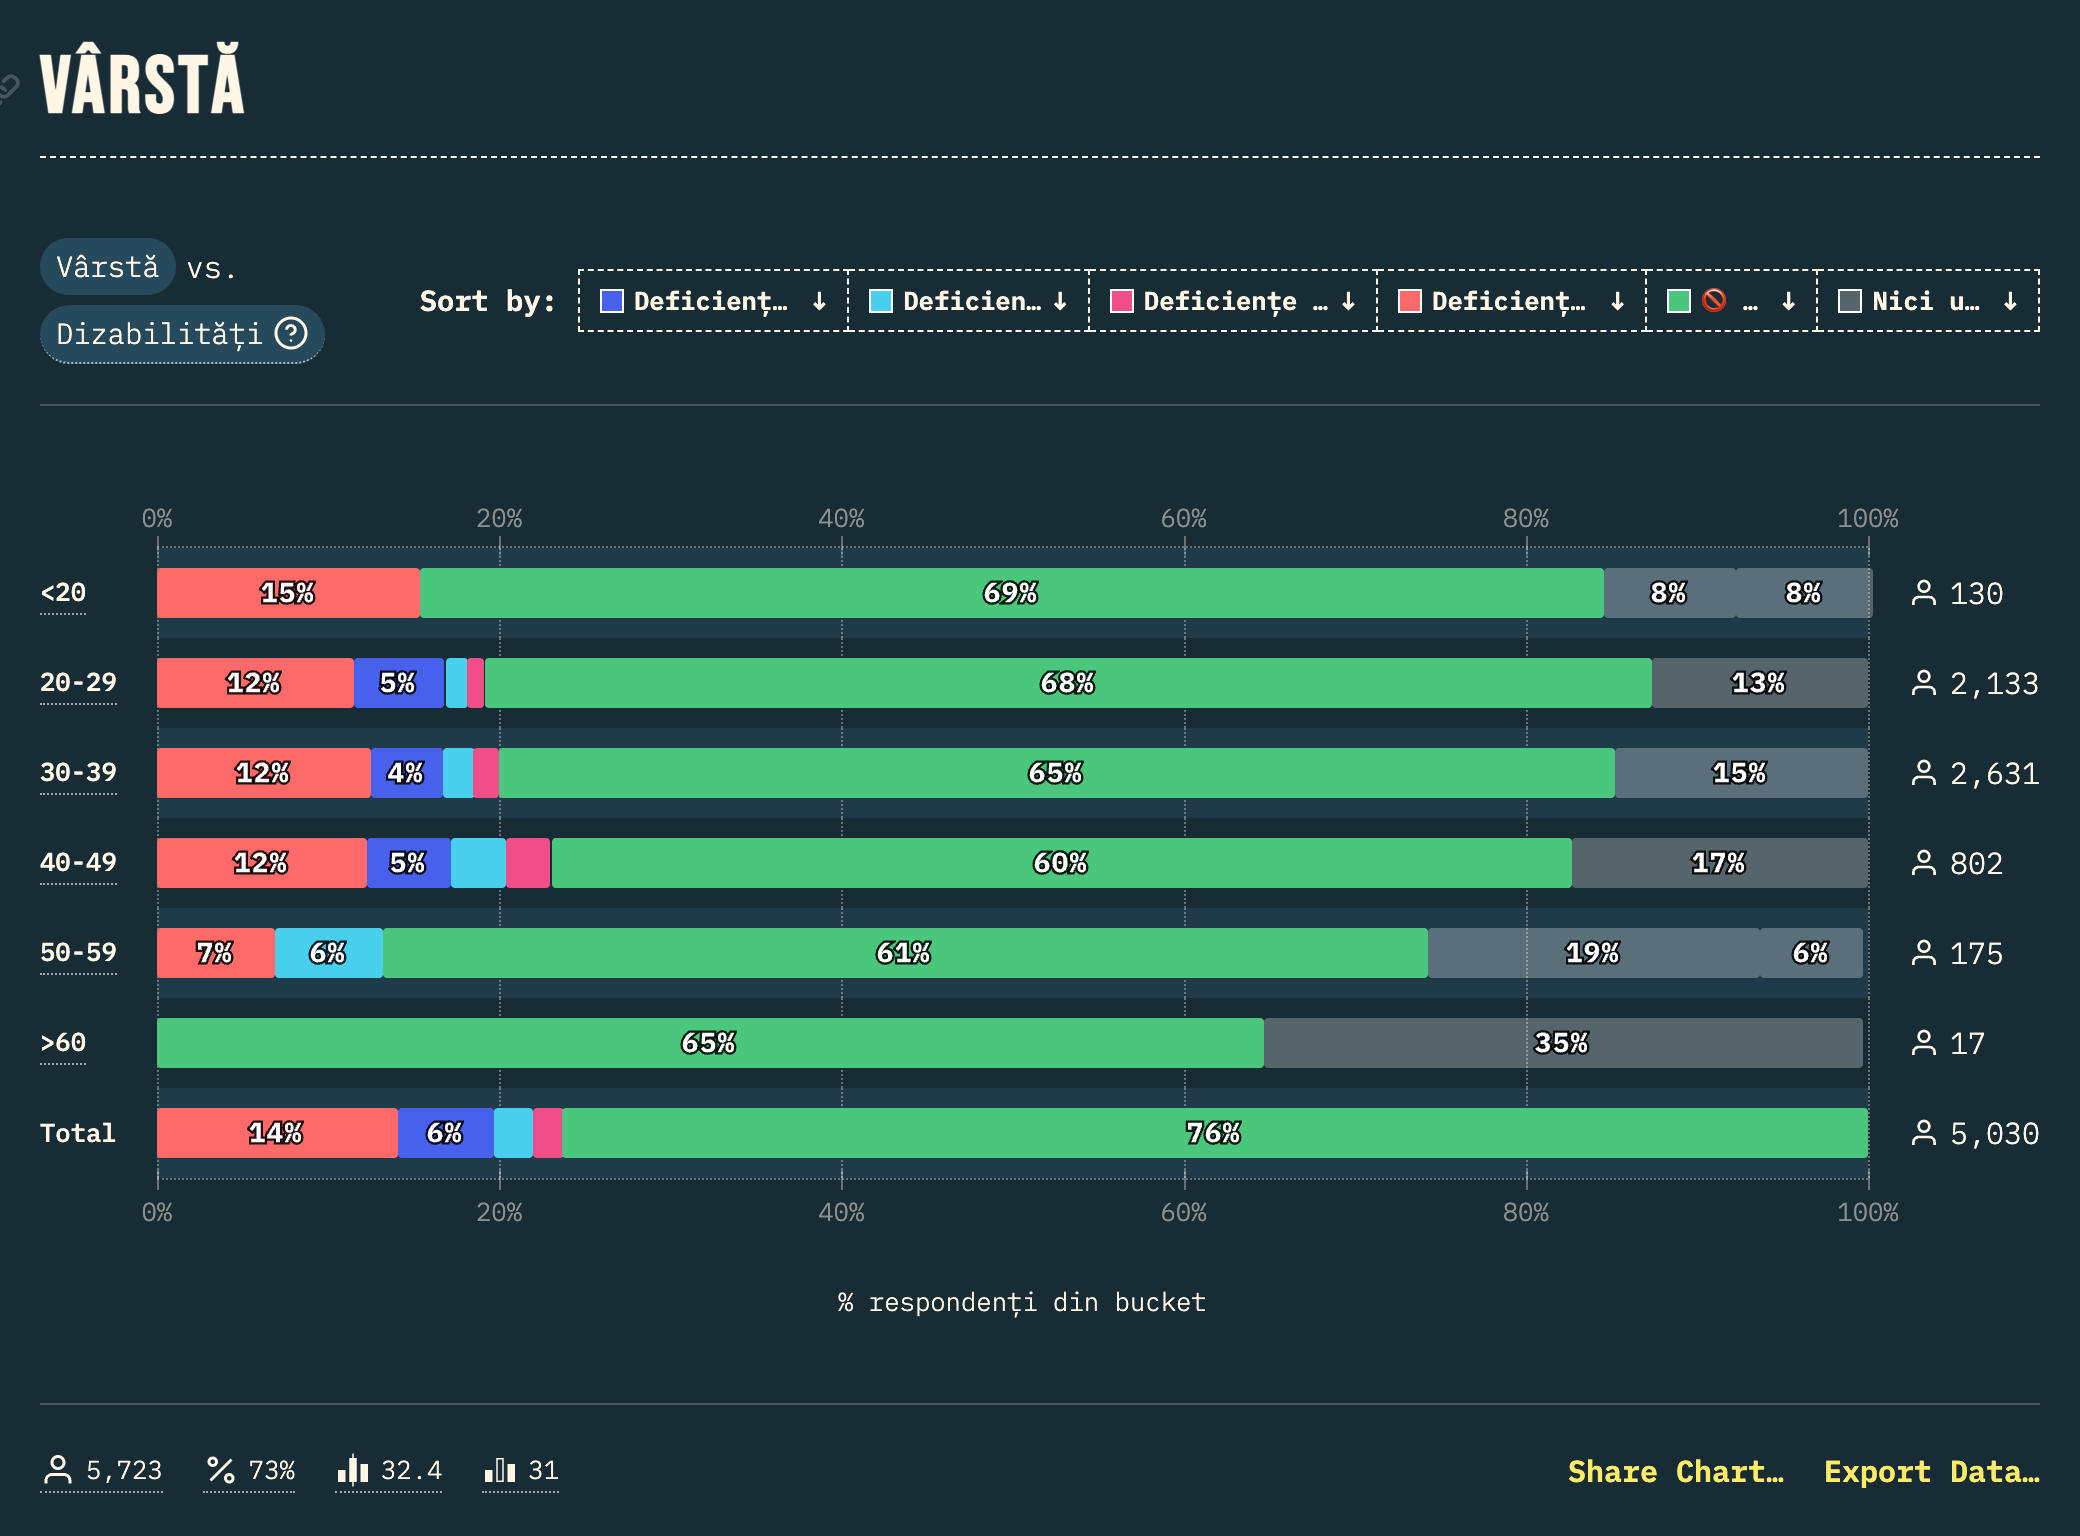 VÂRSTĂ
Vârstă vs.
Dizabilități ?
Sort by: Deficienț… ↓ Deficien… ↓ Deficiențe … ↓ Deficienț… ↓ 🚫 … ↓ Nici u… ↓
0% 20% 40% 60% 80% 100%
<20 15% 69% 8% 8% 130
20-29 12% 5% 68% 13% 2,133
30-39 12% 4% 65% 15% 2,631
40-49 12% 5% 60% 17% 802
50-59 7% 6% 61% 19% 6% 175
>60 65% 35% 17
Total 14% 6% 76% 5,030
0% 20% 40% 60% 80% 100%
% respondenți din bucket
5,723 73% 32.4 31 Share Chart… Export Data…